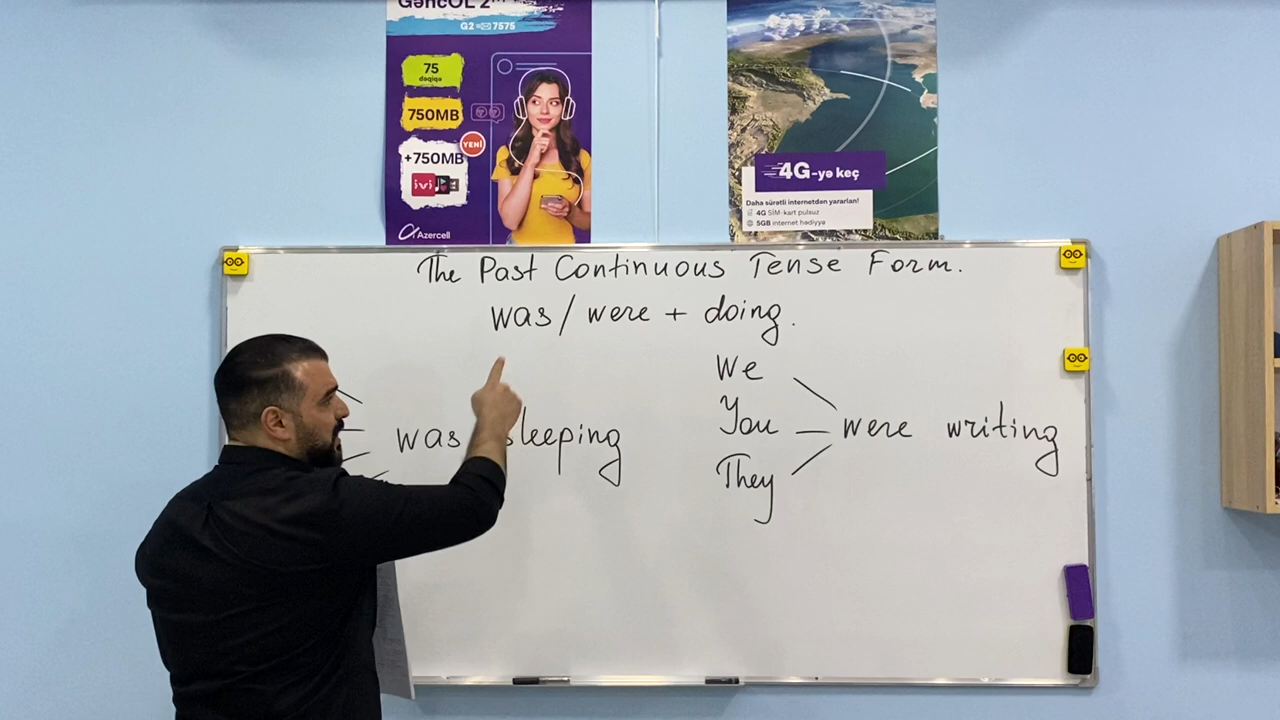 GəncOL 2
G2 7575
75
dəqiqə
750MB
YENİ
+750MB
ivi
Azercell
4G-yə keç
Daha sürətli internetdən yararlan!
4G SİM-kart pulsuz
5GB internet hədiyyə
The Past Continuous Tense Form.
was/were + doing.
was sleeping
We
You
They
were writing